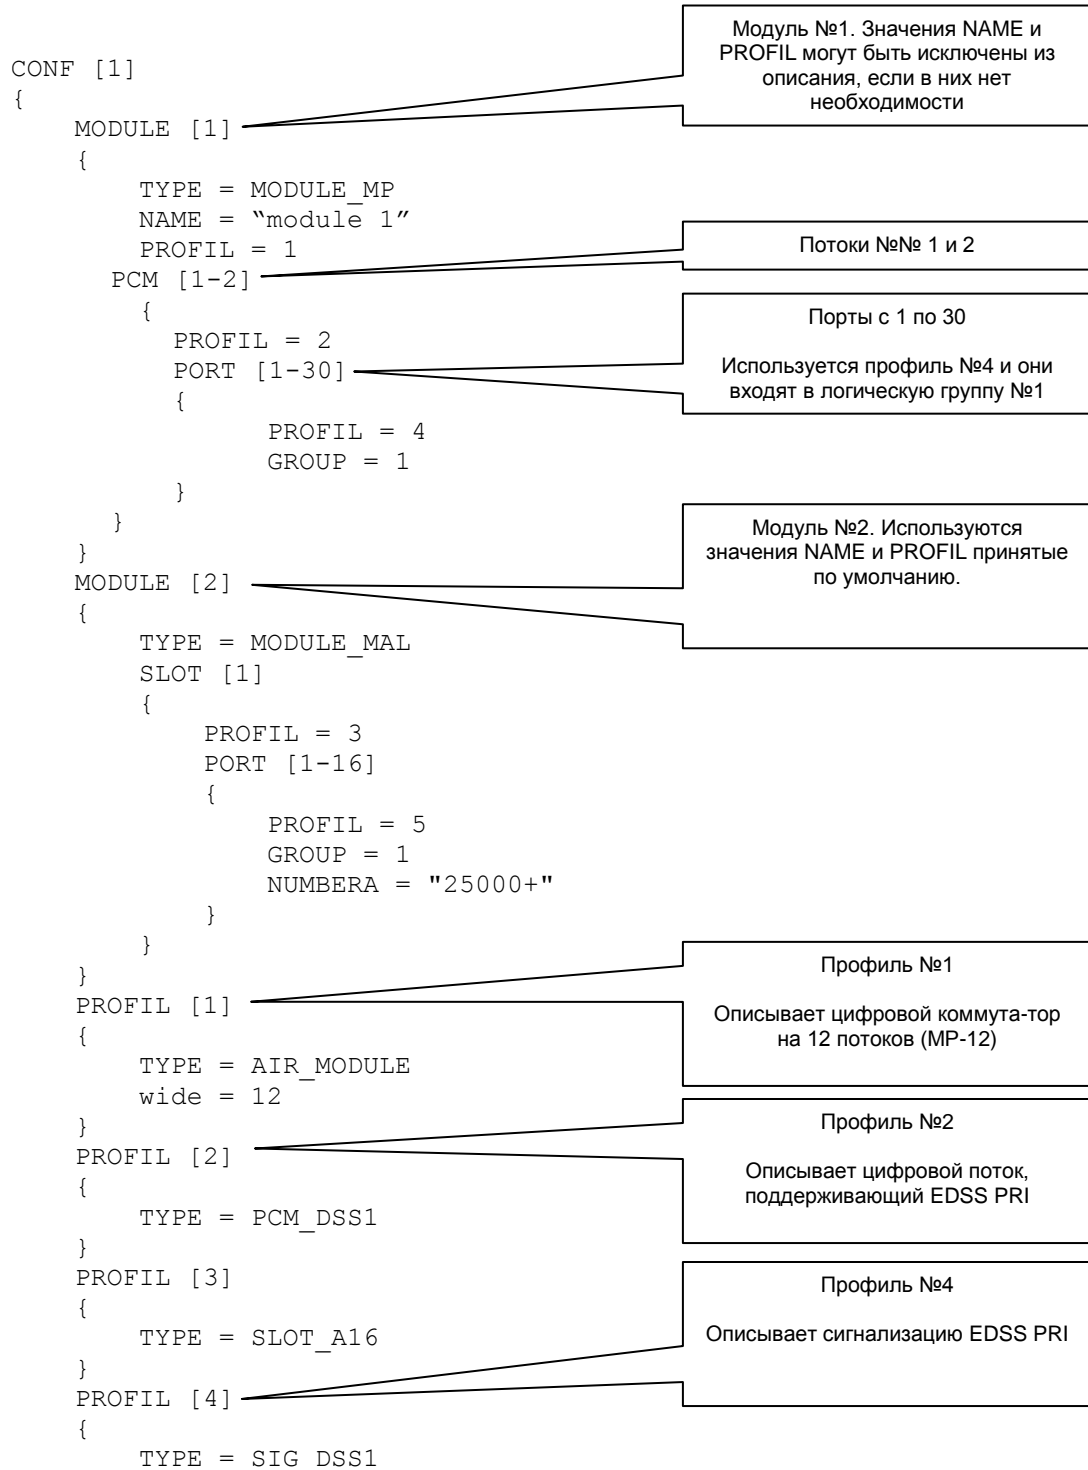 Модуль №1. Значения NAME и
PROFIL могут быть исключены из
описания, если в них нет
необходимости
CONF [1]
{
MODULE [1]
{
TYPE = MODULE_MP
NAME = “module 1”
PROFIL = 1
Потоки №№ 1 и 2
PCM [1-2]
{
PROFIL = 2
PORT [1-30]
Порты с 1 по 30
Используется профиль №4 и они
входят в логическую группу №1
{
PROFIL = 4
GROUP = 1
}
}
}
Модуль №2. Используются
значения NAME и PROFIL принятые
по умолчанию.
MODULE [2]
{
TYPE = MODULE_MAL
SLOT [1]
{
PROFIL = 3
PORT [1-16]
{
PROFIL = 5
GROUP = 1
NUMBERA = "25000+"
}
}
}
Профиль №1
Описывает цифровой коммута-тор
на 12 потоков (МР-12)
PROFIL [1]
{
TYPE = AIR_MODULE
wide = 12
}
Профиль №2
Описывает цифровой поток,
поддерживающий EDSS PRI
PROFIL [2]
{
TYPE = PCM_DSS1
}
PROFIL [3]
{
TYPE = SLOT_A16
}
Профиль №4
Описывает сигнализацию EDSS PRI
PROFIL [4]
{
TYPE = SIG DSS1